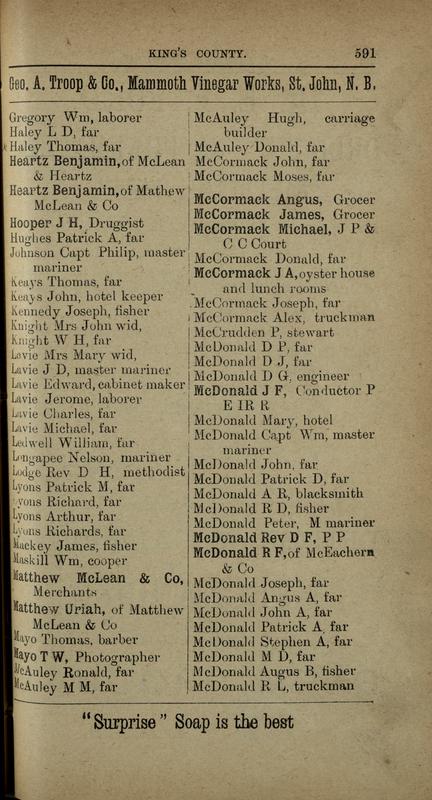 KING'S COUNTY. 591
Geo. A. Troop & Co., Mammoth Vinegar Works, St. John, N. B.
Gregory Wm, laborer
Haley L D, far
Haley Thomas, far
Heartz Benjamin, of McLean
& Heartz
Heartz Benjamin, of Mathew
McLean & Co
Hooper J H, Druggist
Hughes Patrick A, far
Johnson Capt Philip, master
mariner
Keays Thomas, far
Keays John, hotel keeper
Kennedy Joseph, fisher
Knight Mrs John wid,
Knight W H, far
Lavie Mrs Mary wid,
Lavie J D, master mariner
Lavie Edward, cabinet maker
Lavie Jerome, laborer
Lavie Charles, far
Lavie Michael, far
Ledwell William, far
Longapee Nelson, mariner
Lodge Rev D H, methodist
Lyons Patrick M, far
Lyons Richard, far
Lyons Arthur, far
Lyons Richards, far
Mackey James, fisher
Maskill Wm, cooper
Matthew McLean & Co,
Merchants
Matthew Uriah, of Matthew
McLean & Co
Mayo Thomas, barber
Mayo T W, Photographer
McAuley Ronald, far
McAuley M M, far
McAuley Hugh, carriage
builder
McAuley Donald, far
McCormack John, far
McCormack Moses, far
McCormack Angus, Grocer
McCormack James, Grocer
McCormack Michael, J P &
C C Court
McCormack Donald, far
McCormack J A, oyster house
and lunch rooms
McCormack Joseph, far
McCormack Alex, truckman
McCrudden P, stewart
McDonald D P, far
McDonald D J, far
McDonald D G, engineer
McDonald J F, Conductor P
E I R R
McDonald Mary, hotel
McDonald Capt Wm, master
mariner
McDonald John, far
McDonald Patrick D, far
McDonald A R, blacksmith
McDonald R D, fisher
McDonald Peter, M mariner
McDonald Rev D F, P P
McDonald R F, of McEachern
& Co
McDonald Joseph, far
McDonald Angus A, far
McDonald John A, far
McDonald Patrick A, far
McDonald Stephen A, far
McDonald M D, far
McDonald Augus B, fisher
McDonald R L, truckman
"Surprise" Soap is the best